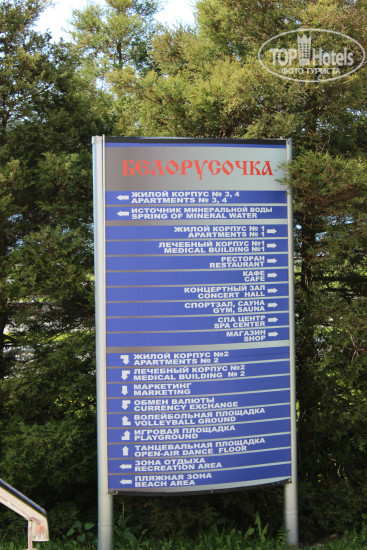 TOPHotels
ФОТО ТУРИСТА
БЕЛОРУСОЧКА
ЖИЛОЙ КОРПУС № 3, 4
APARTMENTS № 3, 4
ИСТОЧНИК МИНЕРАЛЬНОЙ ВОДЫ
SPRING OF MINERAL WATER
ЖИЛОЙ КОРПУС № 1
APARTMENTS № 1
ЛЕЧЕБНЫЙ КОРПУС №1
MEDICAL BUILDING №1
РЕСТОРАН
RESTAURANT
КАФЕ
CAFE
КОНЦЕРТНЫЙ ЗАЛ
CONCERT HALL
СПОРТЗАЛ, САУНА
GYM, SAUNA
СПА ЦЕНТР
SPA CENTER
МАГАЗИН
SHOP
ЖИЛОЙ КОРПУС №2
APARTMENTS № 2
ЛЕЧЕБНЫЙ КОРПУС №2
MEDICAL BUILDING № 2
МАРКЕТИНГ
MARKETING
ОБМЕН ВАЛЮТЫ
CURRENCY EXCHANGE
ВОЛЕЙБОЛЬНАЯ ПЛОЩАДКА
VOLLEYBALL GROUND
ИГРОВАЯ ПЛОЩАДКА
PLAYGROUND
ТАНЦЕВАЛЬНАЯ ПЛОЩАДКА
OPEN-AIR DANCE FLOOR
ЗОНА ОТДЫХА
RECREATION AREA
ПЛЯЖНАЯ ЗОНА
BEACH AREA